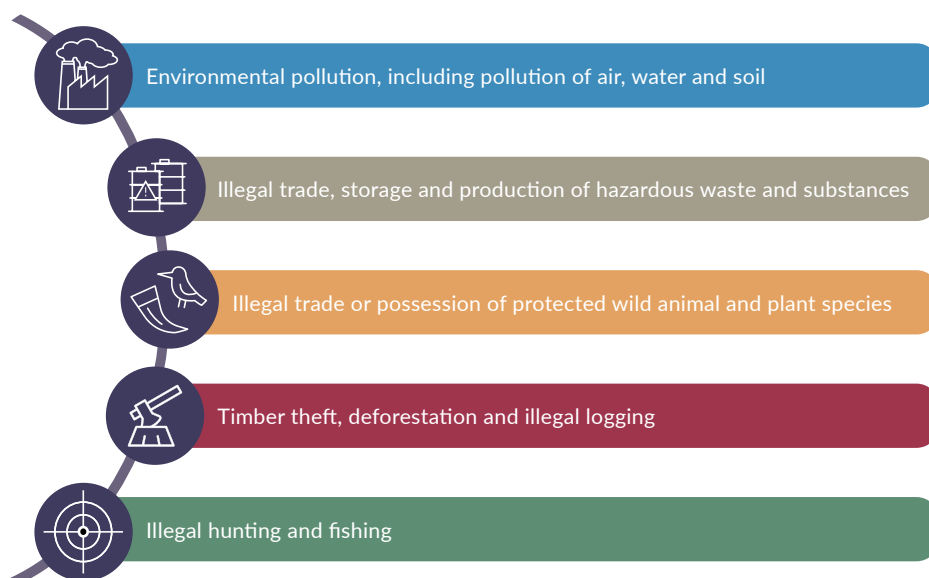 Environmental pollution, including pollution of air, water and soil
Illegal trade, storage and production of hazardous waste and substances
Illegal trade or possession of protected wild animal and plant species
Timber theft, deforestation and illegal logging
Illegal hunting and fishing